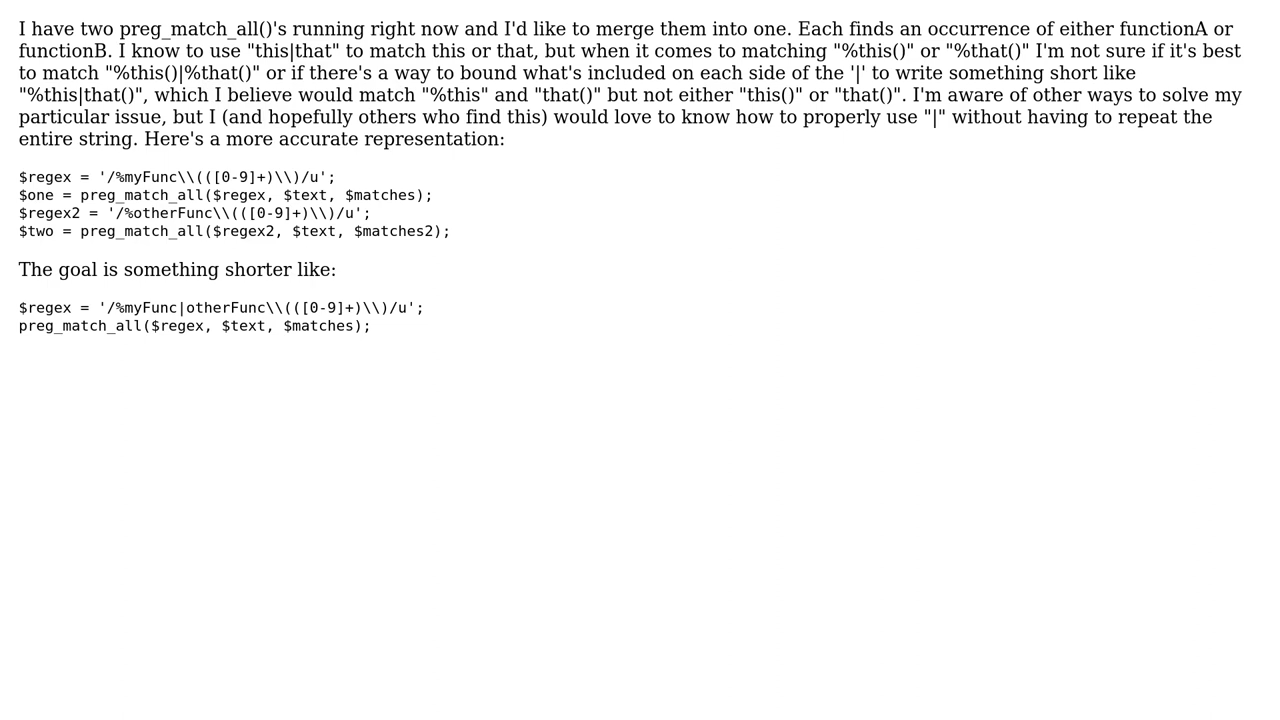 I have two preg_match_all()'s running right now and I'd like to merge them into one. Each finds an occurrence of either functionA or
functionB. I know to use "this|that" to match this or that, but when it comes to matching "%this()" or "%that()" I'm not sure if it's best
to match "%this()|%that()" or if there's a way to bound what's included on each side of the '|' to write something short like
"%this|that()", which I believe would match "%this" and "that()" but not either "this()" or "that()". I'm aware of other ways to solve my
particular issue, but I (and hopefully others who find this) would love to know how to properly use "|" without having to repeat the
entire string. Here's a more accurate representation:
$regex = '/%myFunc\\(([0-9]+)\\)/u';
$one = preg_match_all($regex, $text, $matches);
$regex2 = '/%otherFunc\\(([0-9]+)\\)/u';
$two = preg_match_all($regex2, $text, $matches2);
The goal is something shorter like:
$regex = '/%myFunc|otherFunc\\(([0-9]+)\\)/u';
preg_match_all($regex, $text, $matches);